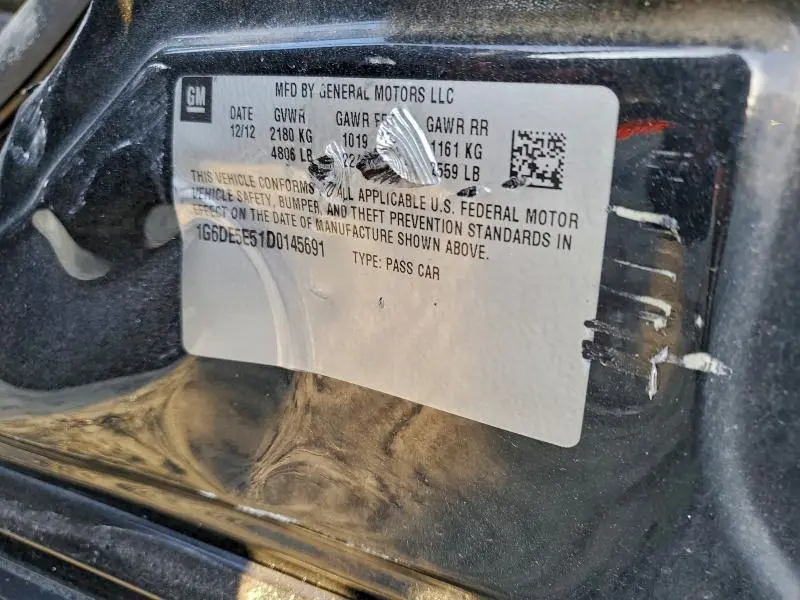 GM
MFD BY GENERAL MOTORS LLC
DATE GVWR GAWR GAWR RR
12/12 2180 KG 1019 1161 KG
4806 LB LB
THIS VEHICLE CONFORMS TO ALL APPLICABLE U.S. FEDERAL MOTOR
VEHICLE SAFETY, BUMPER, AND THEFT PREVENTION STANDARDS IN
EFFECT ON THE DATE OF MANUFACTURE SHOWN ABOVE.
1G6DE5E51D0145691
TYPE: PASS CAR